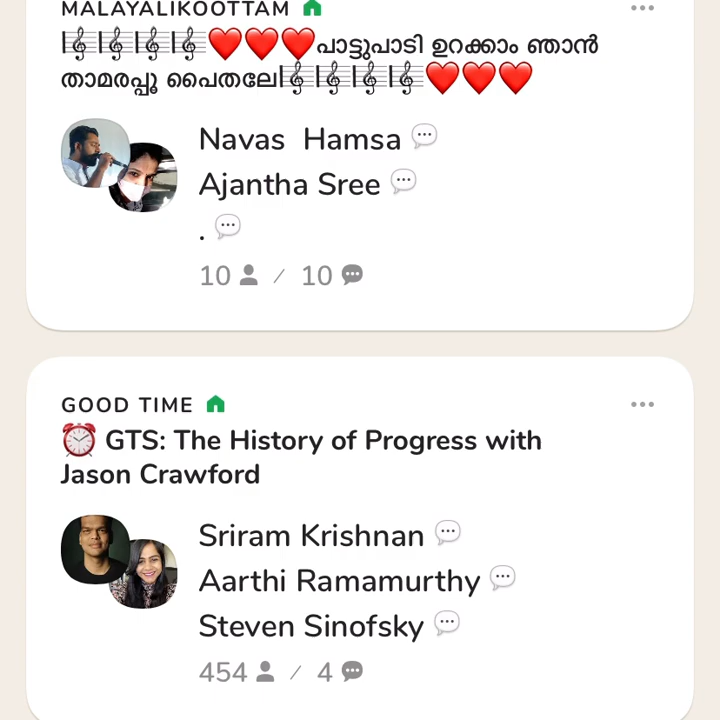 MALAYALIKOOTTAM
🎼🎼🎼🎼❤️❤️❤️പാട്ടുപാടി ഉറക്കാം ഞാൻ
താമരപ്പൂ പൈതലേ🎼🎼🎼🎼❤️❤️❤️
Navas  Hamsa 💬
Ajantha Sree 💬
. 💬
10 / 10
GOOD TIME
⏰ GTS: The History of Progress with
Jason Crawford
Sriram Krishnan 💬
Aarthi Ramamurthy 💬
Steven Sinofsky 💬
454 / 4